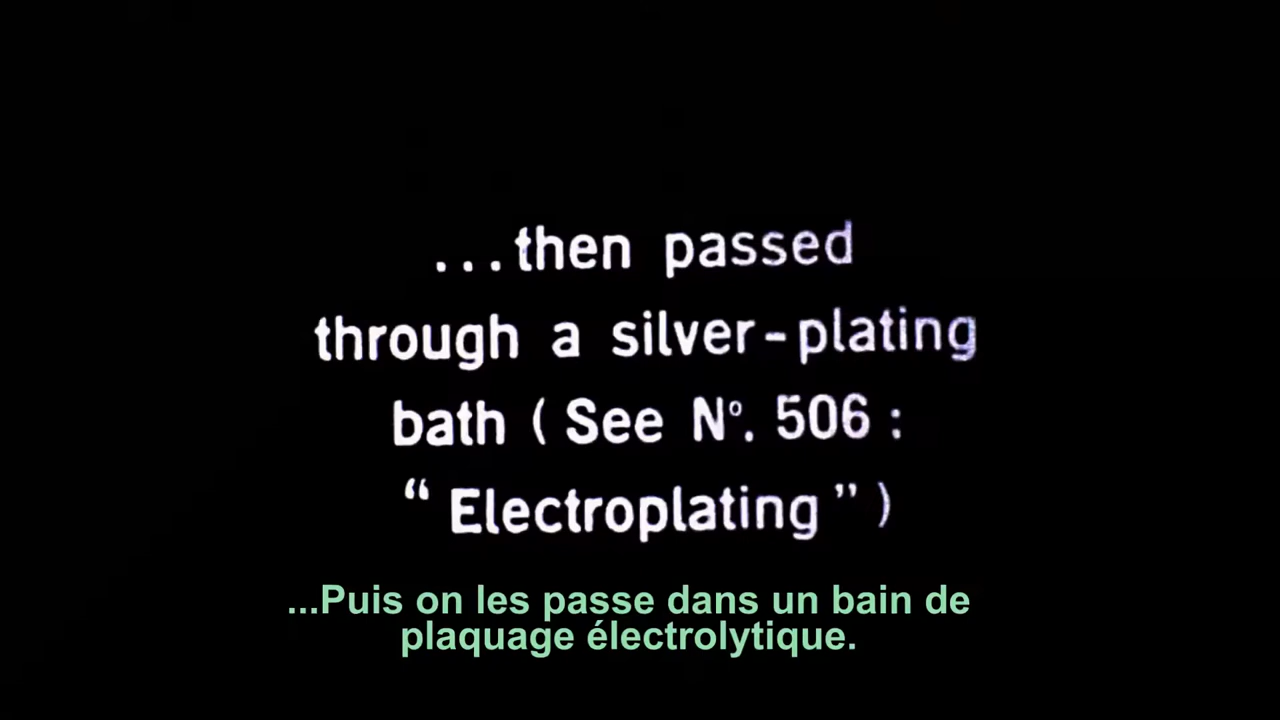 ...then passed
through a silver-plating
bath (See Nº. 506 :
“ Electroplating ” )
...Puis on les passe dans un bain de
plaquage électrolytique.